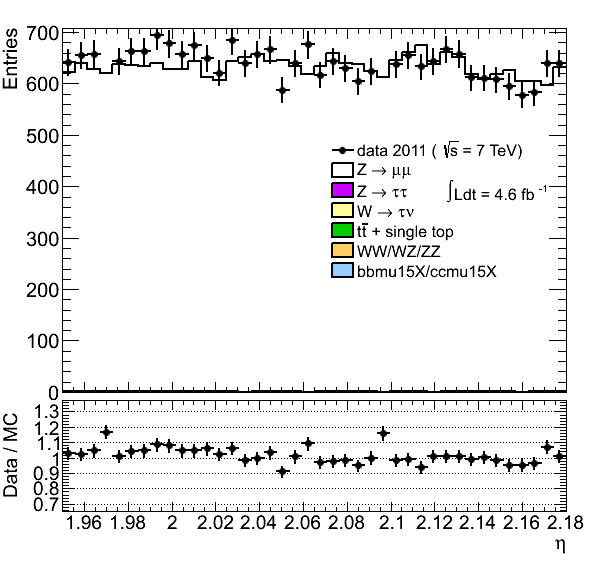 Entries
700
600
500
400
300
200
100
0
data 2011 ( √s = 7 TeV)
Z → μμ
Z → ττ
∫Ldt = 4.6 fb⁻¹
W → τν
tt̄ + single top
WW/WZ/ZZ
bbmu15X/ccmu15X
Data / MC
1.3
1.2
1.1
1
0.9
0.8
0.7
1.96 1.98 2 2.02 2.04 2.06 2.08 2.1 2.12 2.14 2.16 2.18
η